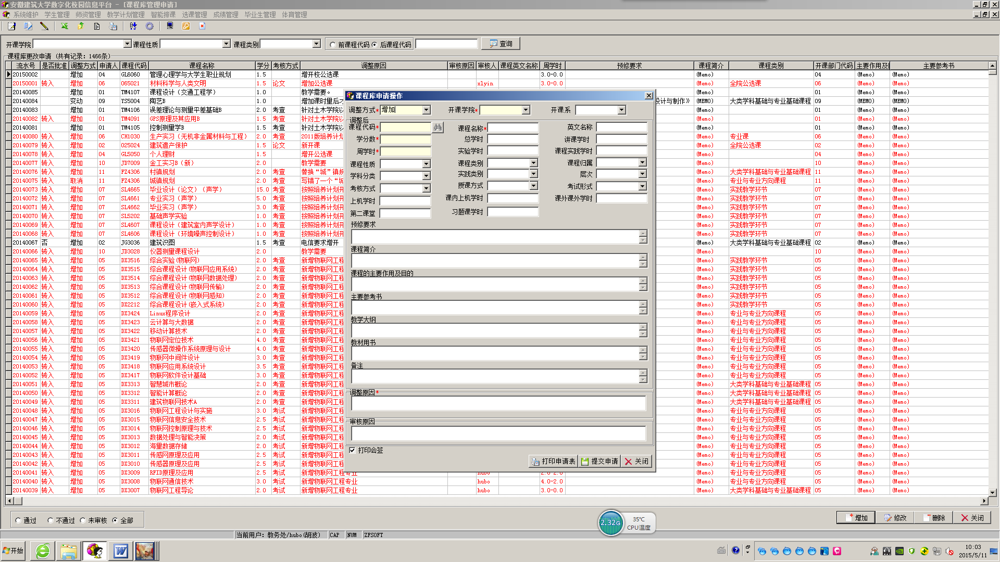 安徽建筑大学数字化校园信息平台 - [课程库管理申请]
系统维护 学生管理 师资管理 教学计划管理 智能排课 选课管理 成绩管理 毕业生管理 体育管理
开课学院 课程性质 课程类别 前课程代码 后课程代码 查询
课程库更改申请（共有记录：1466条）
流水号 是否批准 调整方式 申请人 课程代码 课程名称 学分 考核方式 调整原因 审核原因 审核人 课程英文名称 周学时 预修要求 课程简介 课程类别 开课部门代码 主要作用及 主要参考书
20150002 增加 04 GL6060 管理心理学与大学生职业规划 1.5 增开校公选课 3.0-0.0 (Memo) 04 (Memo) (Memo)
20150001 转入 增加 06 065021 材料科学与人类文明 1.5 论文 增加公选课 xlyin 3.0-0.0 (Memo) 全院公选课 06 (Memo) (Memo)
20140085 增加 01 TM4107 课程设计（交通工程学） 1.0 教学需要。 (Memo) 01 (Memo) (Memo)
20140084 变动 09 YS5004 陶艺B 1.0 增加课时量后 设计与制作》 (MEMO) 大类学科基础与专业基础课程 09 (MEMO) (MEMO)
20140083 增加 01 TM4106 误差理论与测量平差基础B 2.0 考查 针对土木学院以 (Memo) 01 (Memo) (Memo)
20140082 转入 增加 01 TM4091 GPS原理及其应用B 1.5 考查 针对土木学院以 (Memo) 01 (Memo) (Memo)
20140081 增加 01 TM4105 控制测量学B 1.5 考查 针对土木学院以 (Memo) 01 (Memo) (Memo)
20140080 转入 增加 06 CH1030 生产实习（无机非金属材料与工程） 2.0 考查 2011版培养计划 (Memo) 专业课 06 (Memo) (Memo)
20140079 转入 增加 02 025024 建筑遗产保护 1.5 论文 新开课 (Memo) 全院公选课 02 (Memo) (Memo)
20140078 转入 增加 04 GL5050 个人理财 1.5 增开公选课 (Memo) 04 (Memo) (Memo)
20140077 转入 增加 10 JD7009 金工实习B（新） 2.0 教学需要 (Memo) 10 (Memo) (Memo)
20140076 转入 增加 11 FZ4306 村镇规划 2.0 考查 替换“城”镇规 (Memo) 大类学科基础与专业基础课程 11 (Memo) (Memo)
20140075 转入 取消 11 FZ4306 城镇规划 2.0 考查 写错了一个“城 (Memo) 专业与专业方向课程 11 (Memo) (Memo)
20140073 转入 增加 07 SL4665 毕业设计（论文）（声学） 15.0 考查 按照培养计划开 (Memo) 实践教学环节 07 (Memo) (Memo)
20140072 转入 增加 07 SL4661 专业实习（声学） 5.0 考查 按照培养计划开 (Memo) 实践教学环节 07 (Memo) (Memo)
20140071 转入 增加 07 SL4662 毕业实习（声学） 3.0 考查 按照培养计划开 (Memo) 实践教学环节 07 (Memo) (Memo)
20140070 转入 增加 07 SL5202 基础声学实验 1.0 考查 按照培养计划开 (Memo) 实践教学环节 07 (Memo) (Memo)
20140069 转入 增加 07 SL4607 课程设计（建筑室内声学设计） 1.0 考查 按照培养计划开 (Memo) 实践教学环节 07 (Memo) (Memo)
20140068 转入 增加 07 SL4606 课程设计（环境噪声控制设计） 1.0 考查 按照培养计划开 (Memo) 实践教学环节 07 (Memo) (Memo)
20140067 否 增加 02 JG3036 建筑识图 1.5 考查 电信要求增开 (Memo) 大类学科基础与专业基础课程 02 (Memo) (Memo)
20140066 转入 增加 10 JD3028 仪器测量课程设计 2.0 教学需要 (Memo) 10 (Memo) (Memo)
20140065 转入 增加 05 DX3516 综合实验(物联网) 2.0 考查 新增物联网工程 (Memo) 实践教学环节 05 (Memo) (Memo)
20140064 转入 增加 05 DX3515 综合课程设计(物联网应用系统) 2.0 考查 新增物联网工程 (Memo) 实践教学环节 05 (Memo) (Memo)
20140063 转入 增加 05 DX3514 综合课程设计(物联网数据处理) 2.0 考查 新增物联网工程 (Memo) 实践教学环节 05 (Memo) (Memo)
20140062 转入 增加 05 DX3513 综合课程设计(物联网传输) 2.0 考查 新增物联网工程 (Memo) 实践教学环节 05 (Memo) (Memo)
20140061 转入 增加 05 DX3512 综合课程设计(物联网感知) 2.0 考查 新增物联网工程 (Memo) 实践教学环节 05 (Memo) (Memo)
20140060 转入 增加 05 DX2212 综合课程设计(嵌入式系统) 2.0 考查 新增物联网工程 (Memo) 实践教学环节 05 (Memo) (Memo)
20140059 转入 增加 05 DX3424 Linux程序设计 2.0 考查 新增物联网工程 (Memo) 专业与专业方向课程 05 (Memo) (Memo)
20140058 转入 增加 05 DX3423 云计算与大数据 2.0 考查 新增物联网工程 (Memo) 专业与专业方向课程 05 (Memo) (Memo)
20140057 转入 增加 05 DX3422 移动计算技术 2.0 考查 新增物联网工程 (Memo) 专业与专业方向课程 05 (Memo) (Memo)
20140056 转入 增加 05 DX3421 物联网定位技术 4.0 考查 新增物联网工程 (Memo) 专业与专业方向课程 05 (Memo) (Memo)
20140055 转入 增加 05 DX3420 传感器微操作系统原理与设计 4.0 考查 新增物联网工程 (Memo) 专业与专业方向课程 05 (Memo) (Memo)
20140054 转入 增加 05 DX3419 物联网中间件设计 3.0 考查 新增物联网工程 (Memo) 专业与专业方向课程 05 (Memo) (Memo)
20140053 转入 增加 05 DX3418 物联网应用系统设计 3.5 考查 新增物联网工程 (Memo) 专业与专业方向课程 05 (Memo) (Memo)
20140052 转入 增加 05 DX3417 物联网软件设计基础 3.0 考查 新增物联网工程 (Memo) 专业与专业方向课程 05 (Memo) (Memo)
20140051 转入 增加 05 DX3313 智慧城市概论 2.0 考查 新增物联网工程 (Memo) 大类学科基础与专业基础课程 05 (Memo) (Memo)
20140050 转入 增加 05 DX3312 智能计算概论 2.0 考查 新增物联网工程 (Memo) 大类学科基础与专业基础课程 05 (Memo) (Memo)
20140049 转入 增加 05 DX3311 建筑物联网技术A 2.0 考查 新增物联网工程 (Memo) 大类学科基础与专业基础课程 05 (Memo) (Memo)
20140048 转入 增加 05 DX3016 物联网工程设计与实施 3.0 考试 新增物联网工程 (Memo) 专业与专业方向课程 05 (Memo) (Memo)
20140047 转入 增加 05 DX3015 物联网信息安全技术 2.5 考试 新增物联网工程 (Memo) 专业与专业方向课程 05 (Memo) (Memo)
20140046 转入 增加 05 DX3014 物联网控制原理与技术 2.5 考试 新增物联网工程 (Memo) 专业与专业方向课程 05 (Memo) (Memo)
20140045 转入 增加 05 DX3013 数据处理与智能决策 2.0 考试 新增物联网工程 (Memo) 专业与专业方向课程 05 (Memo) (Memo)
20140044 转入 增加 05 DX3012 海量数据存储 2.0 考试 新增物联网工程 (Memo) 专业与专业方向课程 05 (Memo) (Memo)
20140043 转入 增加 05 DX3011 传感网原理及应用 2.5 考试 新增物联网工程 (Memo) 专业与专业方向课程 05 (Memo) (Memo)
20140042 转入 增加 05 DX3010 传感器原理及应用 2.5 考试 新增物联网工程 (Memo) 专业与专业方向课程 05 (Memo) (Memo)
20140041 转入 增加 05 DX3009 RFID原理及应用 2.5 考试 新增物联网工程专业 hubo 2.0-2.0 (Memo) 专业与专业方向课程 05 (Memo) (Memo)
20140040 转入 增加 05 DX3008 物联网通信技术 3.0 考试 新增物联网工程专业 hubo 4.0-2.0 (Memo) 专业与专业方向课程 05 (Memo) (Memo)
20140039 转入 增加 05 DX3007 物联网工程导论 2.0 考试 新增物联网工程专业 hubo 3.0-0.0 (Memo) 大类学科基础与专业基础课程 05 (Memo) (Memo)
课程库申请操作
调整方式* 增加 开课学院* 开课系
调整后
课程代码* 课程名称* 英文名称
学分数* 总学时 讲课学时
周学时* 实验学时 课程实践学时
课程性质 课程类别 课程归属
学科分类 实践类别 层次
考核方式 授课方式 考试形式
上机学时 课内上机学时 课外课外学时
第二课堂 习题课学时
预修要求
课程简介
课程的主要作用及目的
主要参考书
教学大纲
教材用书
备注
调整原因*
审核原因
打印会签
打印申请表 提交申请 关闭
通过 不通过 未审核 全部
2.32G 35℃ CPU温度
增加 修改 删除 关闭
当前用户：教务处/hubo(胡波) CAP NUM ZFSOFT
开始
10:03
2015/5/11